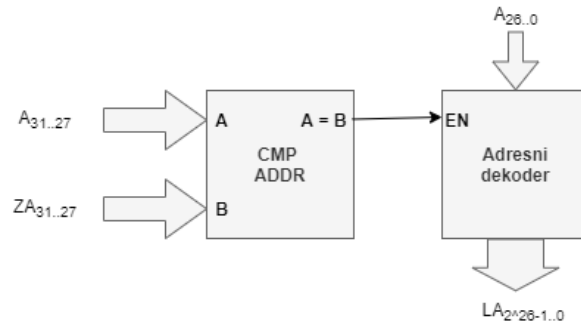 A26..0
A31..27
A
A = B
EN
CMP
ADDR
Adresni
dekoder
ZA31..27
B
LA2^26-1..0